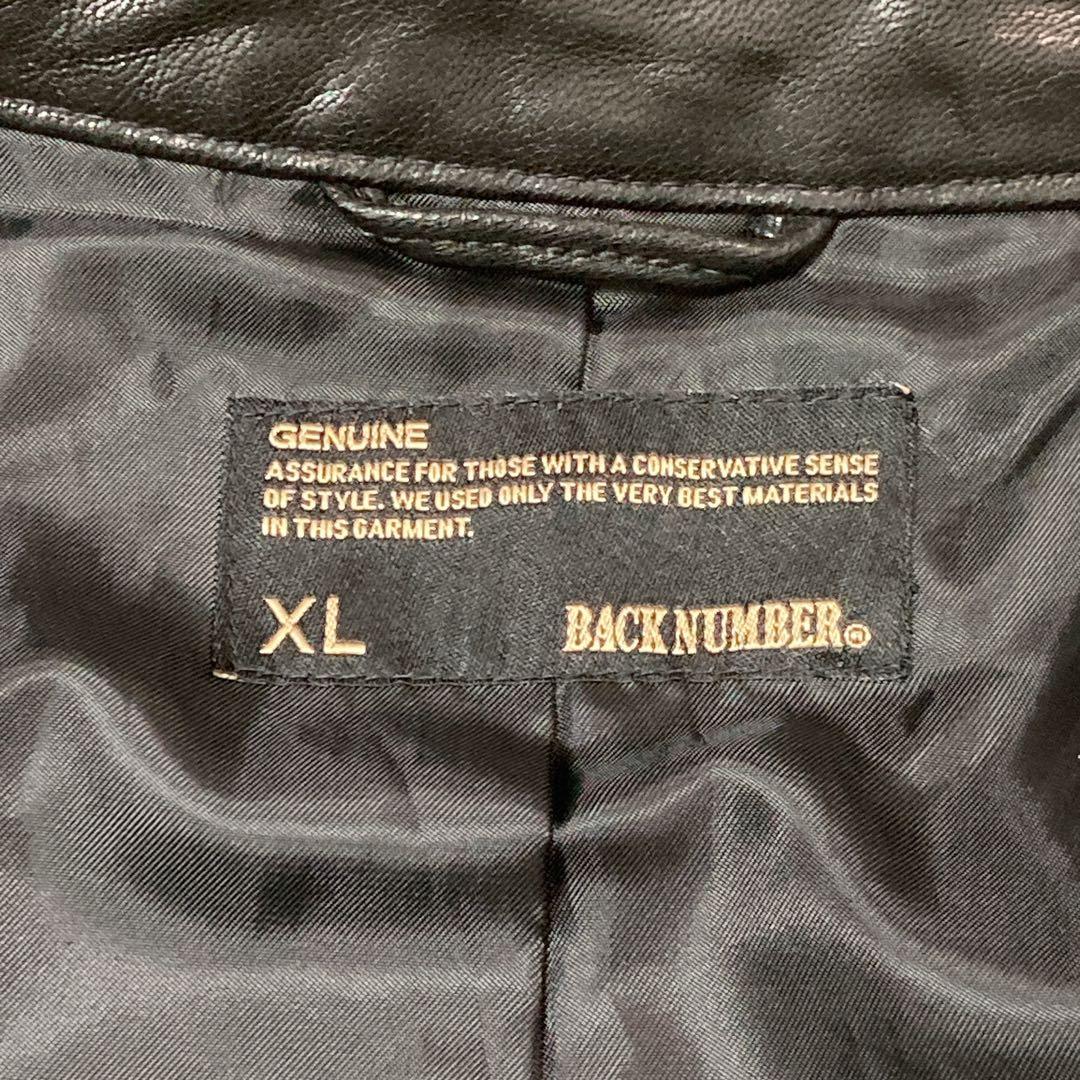 GENUINE
ASSURANCE FOR THOSE WITH A CONSERVATIVE SENSE
OF STYLE. WE USED ONLY THE VERY BEST MATERIALS
IN THIS GARMENT.
XL BACK NUMBER®